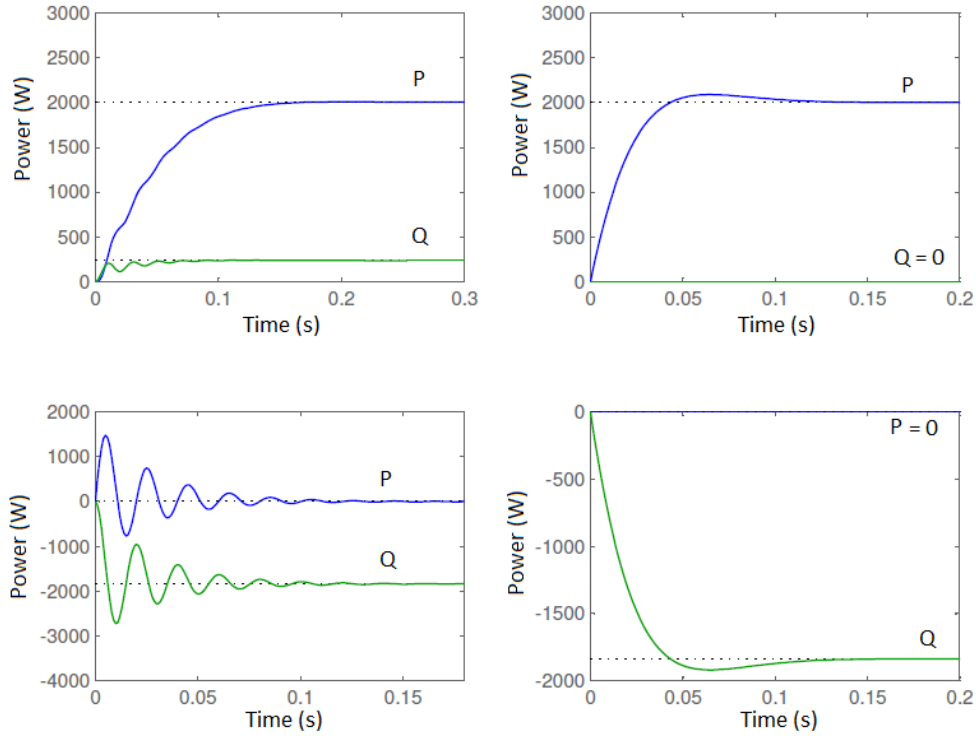 3000
2500
2000
1500
1000
500
0
Power (W)
P
Q
0 0.1 0.2 0.3
Time (s)
3000
2500
2000
1500
1000
500
0
Power (W)
P
Q = 0
0 0.05 0.1 0.15 0.2
Time (s)
2000
1000
0
-1000
-2000
-3000
-4000
Power (W)
P
Q
0 0.05 0.1 0.15
Time (s)
0
-500
-1000
-1500
-2000
Power (W)
P = 0
Q
0 0.05 0.1 0.15 0.2
Time (s)